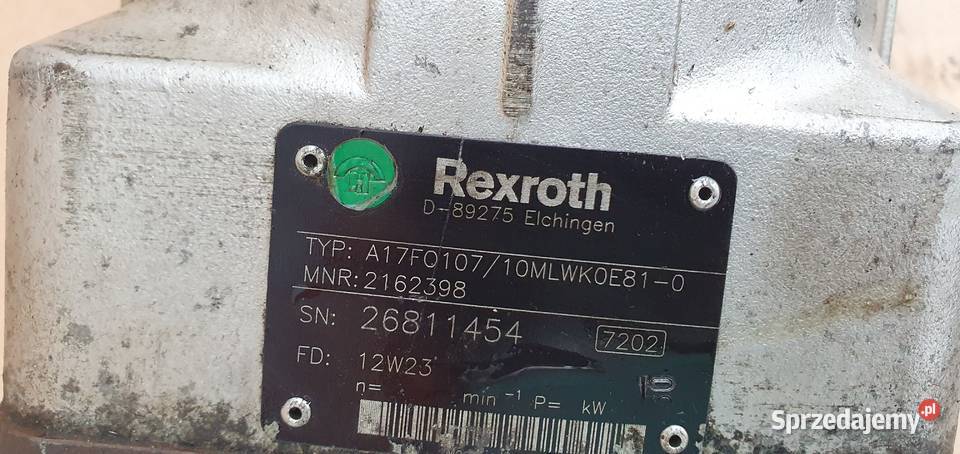 Rexroth
D-89275 Elchingen
TYP: A17FO107/10MLWK0E81-0
MNR: 2162398
SN: 26811454 7202
FD: 12W23
n= min⁻¹ P= kW
Sprzedajemy.pl